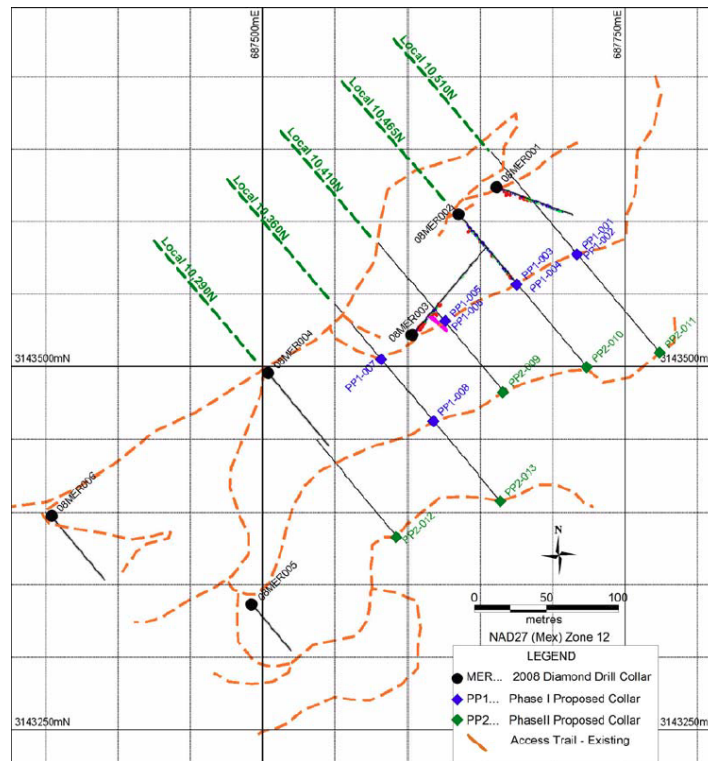 687500mE
687750mE
Local 10,510N
Local 10,465N
Local 10,410N
Local 10,360N
Local 10,290N
08MER001
08MER002
PP1-001
PP1-002
PP1-003
PP1-004
PP1-005
PP1-006
08MER003
08MER004
3143500mN
3143500mN
PP1-007
PP2-011
PP2-010
PP2-009
PP1-008
PP2-013
PP2-012
08MER006
08MER005
N
0 50 100
metres
NAD27 (Mex) Zone 12
LEGEND
MER... 2008 Diamond Drill Collar
PP1... Phase I Proposed Collar
PP2... PhaseII Proposed Collar
Access Trail - Existing
3143250mN
3143250mN